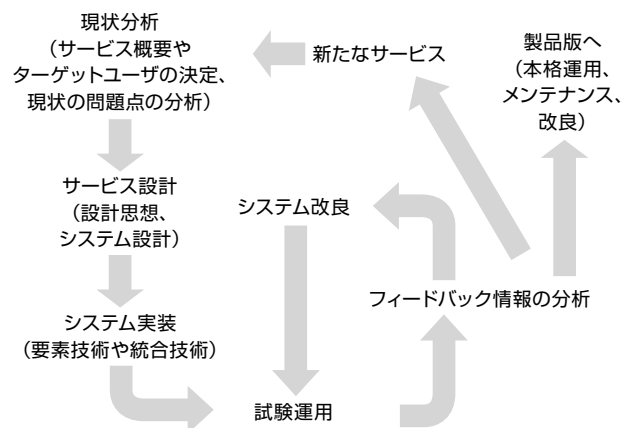 現状分析
(サービス概要や
ターゲットユーザの決定、
現状の問題点の分析)
新たなサービス
製品版へ
(本格運用、
メンテナンス、
改良)
サービス設計
(設計思想、
システム設計)
システム改良
フィードバック情報の分析
システム実装
(要素技術や統合技術)
試験運用